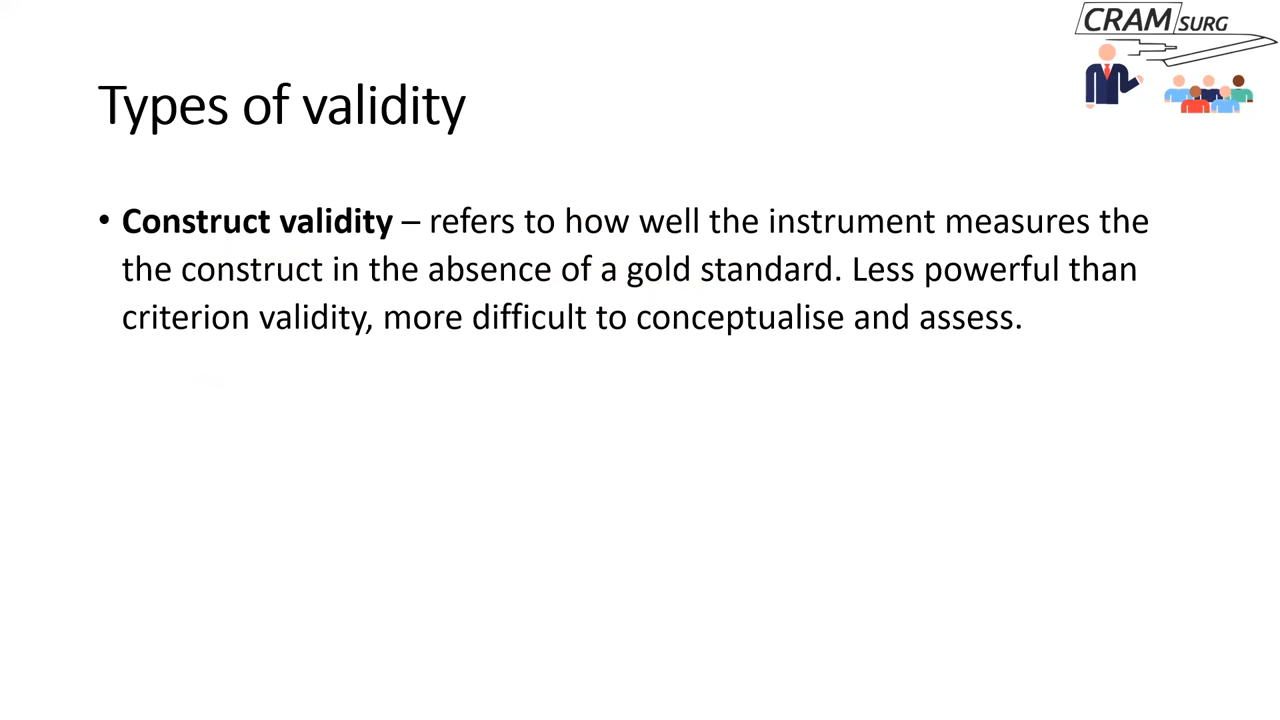 CRAM SURG
Types of validity
• Construct validity – refers to how well the instrument measures the
the construct in the absence of a gold standard. Less powerful than
criterion validity, more difficult to conceptualise and assess.